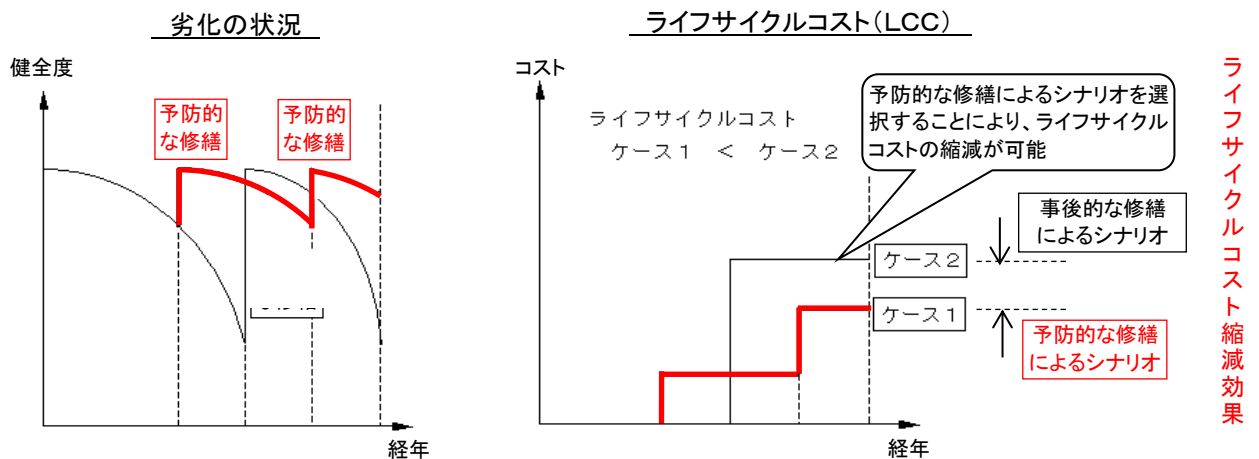 劣化の状況
健全度
予防的
な修繕
予防的
な修繕
経年
ライフサイクルコスト(LCC)
コスト
ライフサイクルコスト
ケース1 < ケース2
予防的な修繕によるシナリオを選
択することにより、ライフサイクル
コストの縮減が可能
事後的な修繕
によるシナリオ
ケース2
ケース1
予防的な修繕
によるシナリオ
経年
ライフサイクルコスト縮減効果